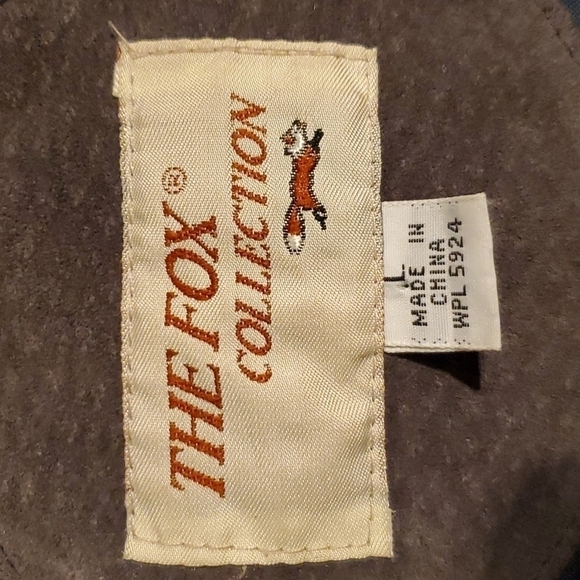 THE FOX®
COLLECTION
L
MADE IN
CHINA
WPL 5924